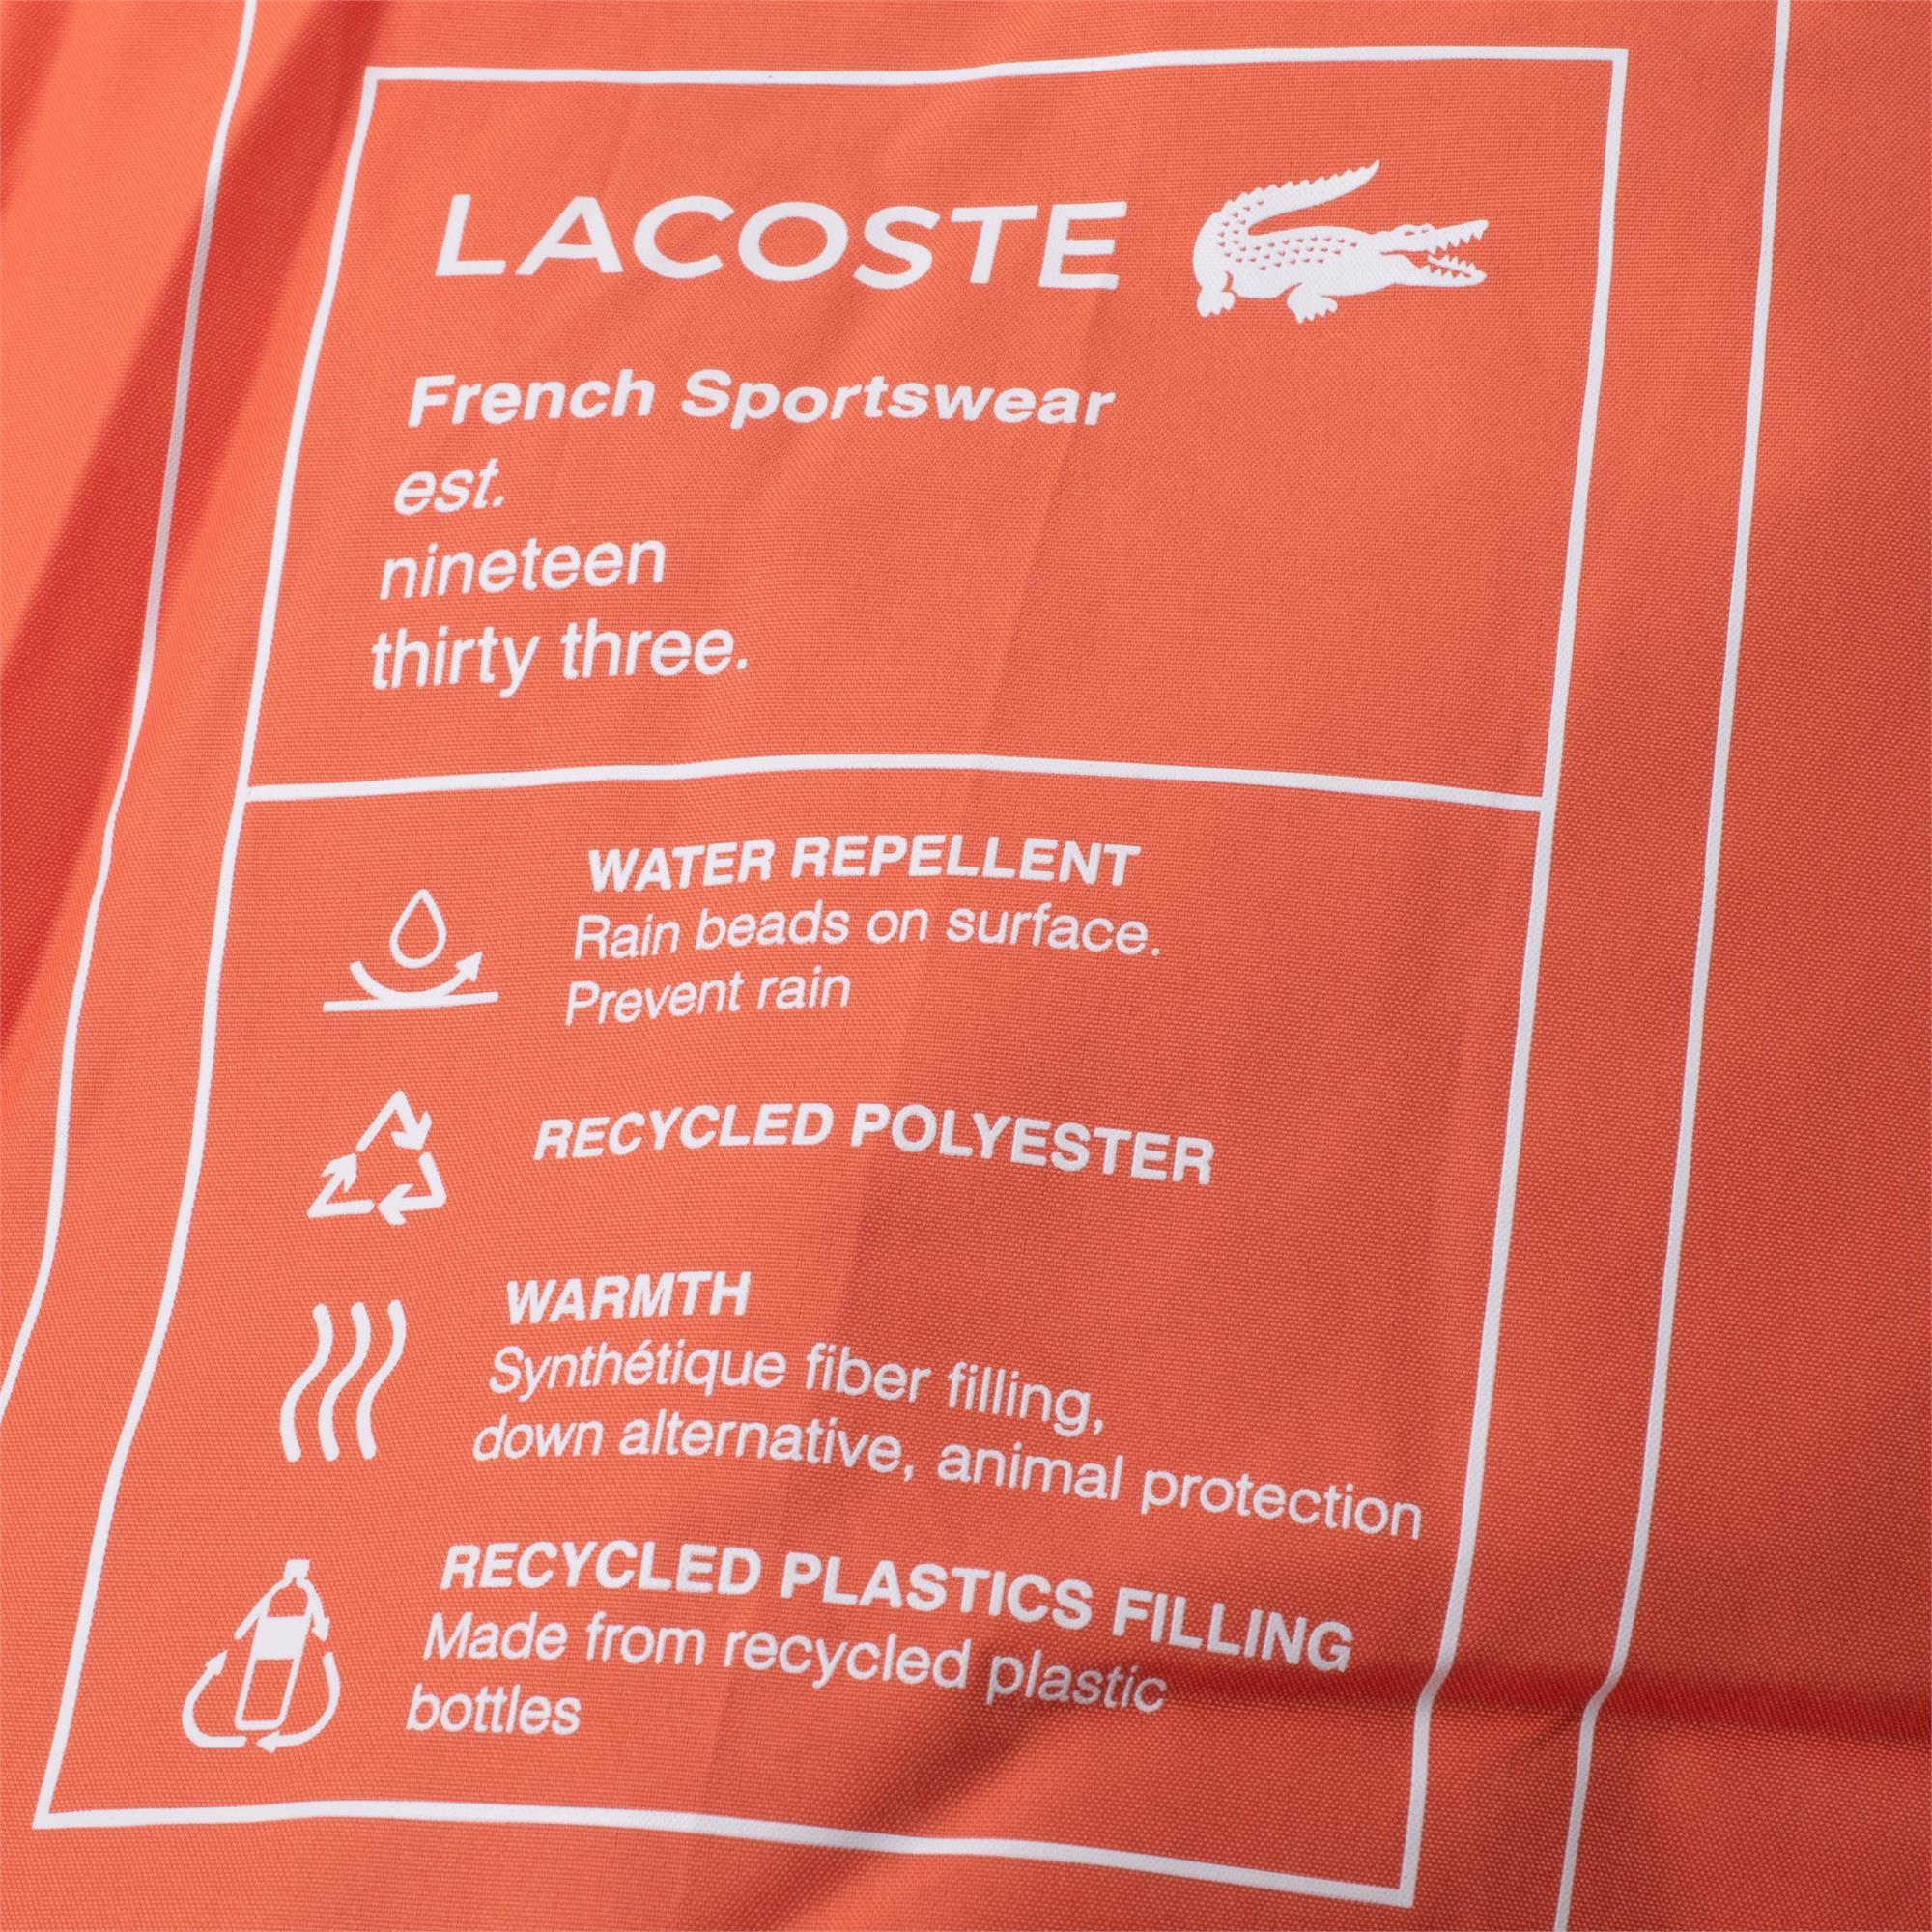 LACOSTE
French Sportswear
est.
nineteen
thirty three.
WATER REPELLENT
Rain beads on surface.
Prevent rain
RECYCLED POLYESTER
WARMTH
Synthétique fiber filling,
down alternative, animal protection
RECYCLED PLASTICS FILLING
Made from recycled plastic
bottles